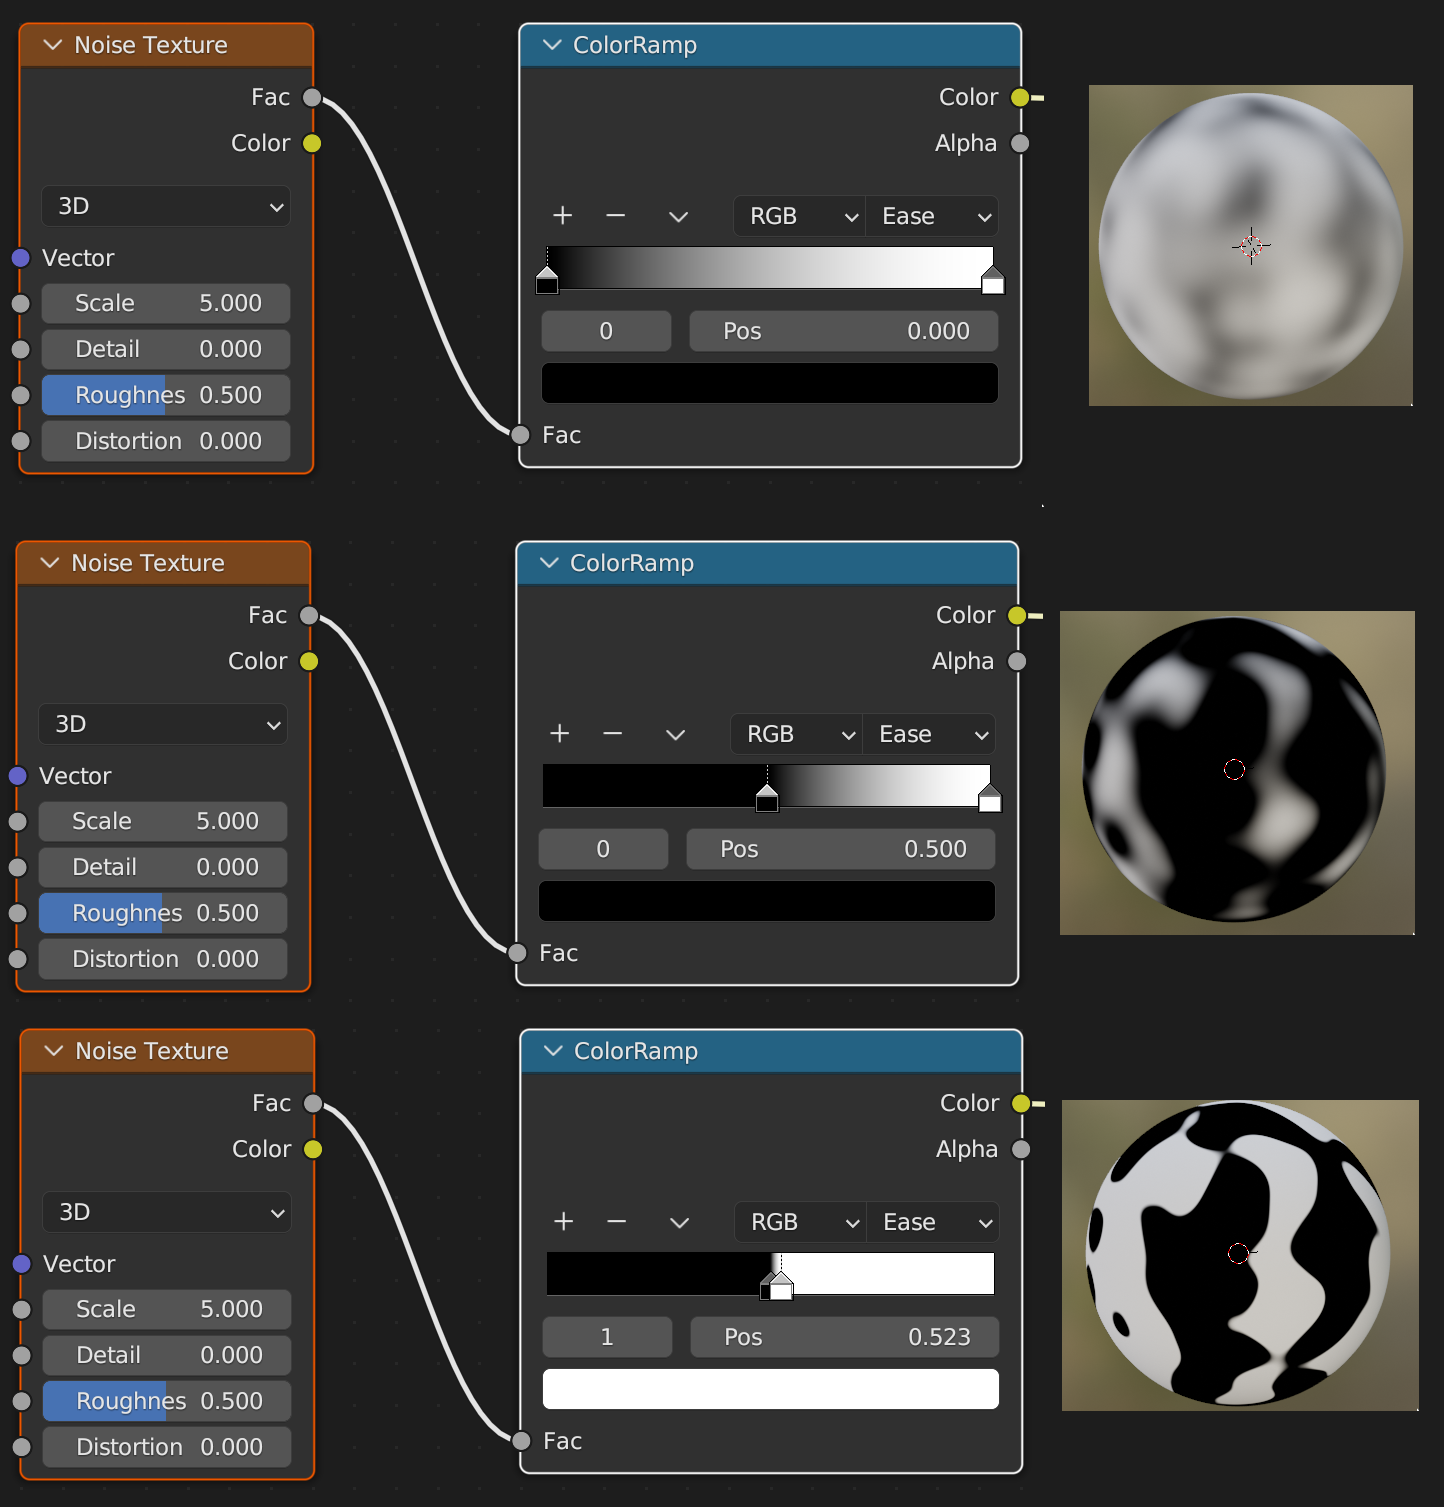 Noise Texture
Fac
Color
3D
Vector
Scale 5.000
Detail 0.000
Roughnes 0.500
Distortion 0.000
ColorRamp
Color
Alpha
+ − RGB Ease
0 Pos 0.000
Fac
Noise Texture
Fac
Color
3D
Vector
Scale 5.000
Detail 0.000
Roughnes 0.500
Distortion 0.000
ColorRamp
Color
Alpha
+ − RGB Ease
0 Pos 0.500
Fac
Noise Texture
Fac
Color
3D
Vector
Scale 5.000
Detail 0.000
Roughnes 0.500
Distortion 0.000
ColorRamp
Color
Alpha
+ − RGB Ease
1 Pos 0.523
Fac